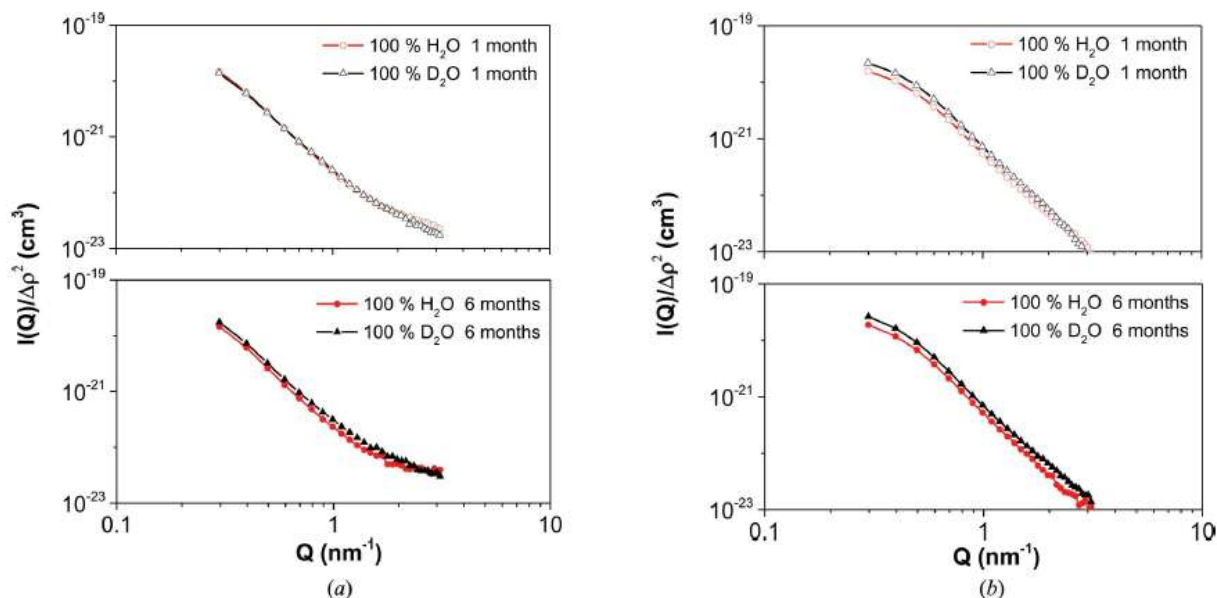 10⁻¹⁹
100 % H₂O 1 month
100 % D₂O 1 month
10⁻²¹
10⁻²³
10⁻¹⁹
100 % H₂O 6 months
100 % D₂O 6 months
10⁻²¹
10⁻²³
I(Q)/Δρ² (cm³)
0.1 1 10
Q (nm⁻¹)
(a)
10⁻¹⁹
100 % H₂O 1 month
100 % D₂O 1 month
10⁻²¹
10⁻²³
10⁻¹⁹
100 % H₂O 6 months
100 % D₂O 6 months
10⁻²¹
10⁻²³
I(Q)/Δρ² (cm³)
0.1 1 10
Q (nm⁻¹)
(b)